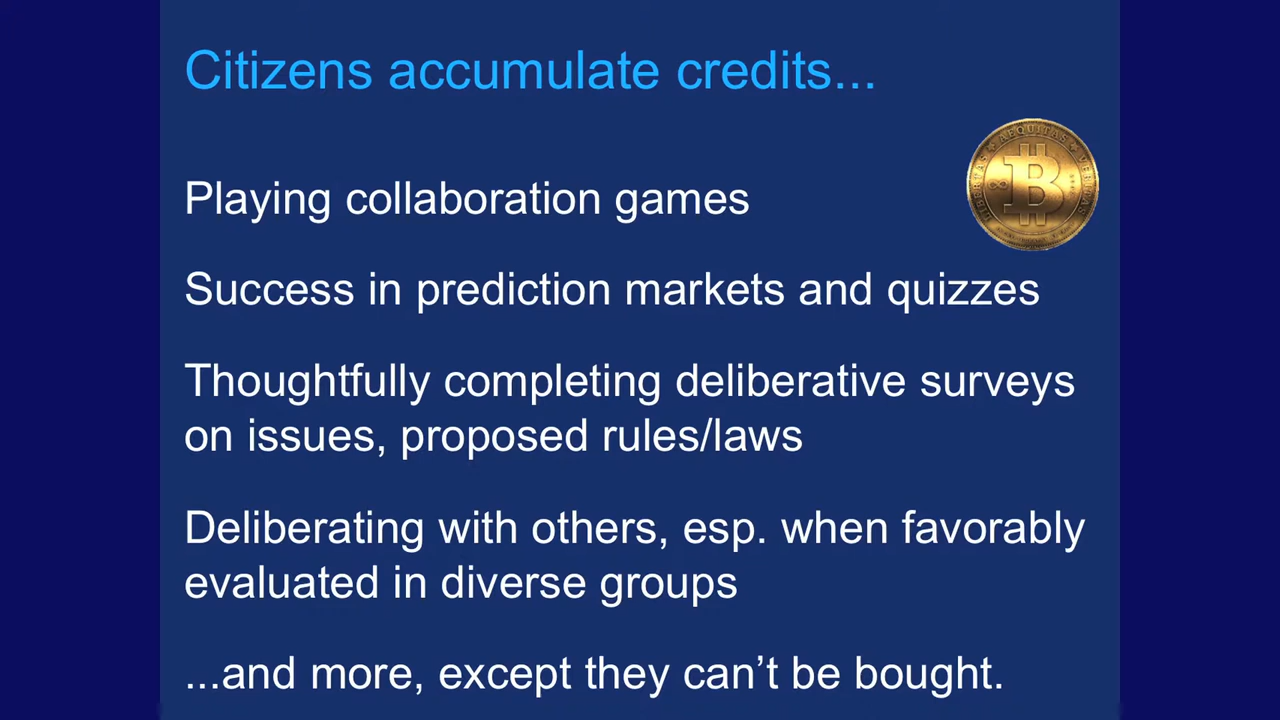 Citizens accumulate credits...
AEQUITAS
VERITAS
B
Playing collaboration games
Success in prediction markets and quizzes
Thoughtfully completing deliberative surveys
on issues, proposed rules/laws
Deliberating with others, esp. when favorably
evaluated in diverse groups
...and more, except they can’t be bought.